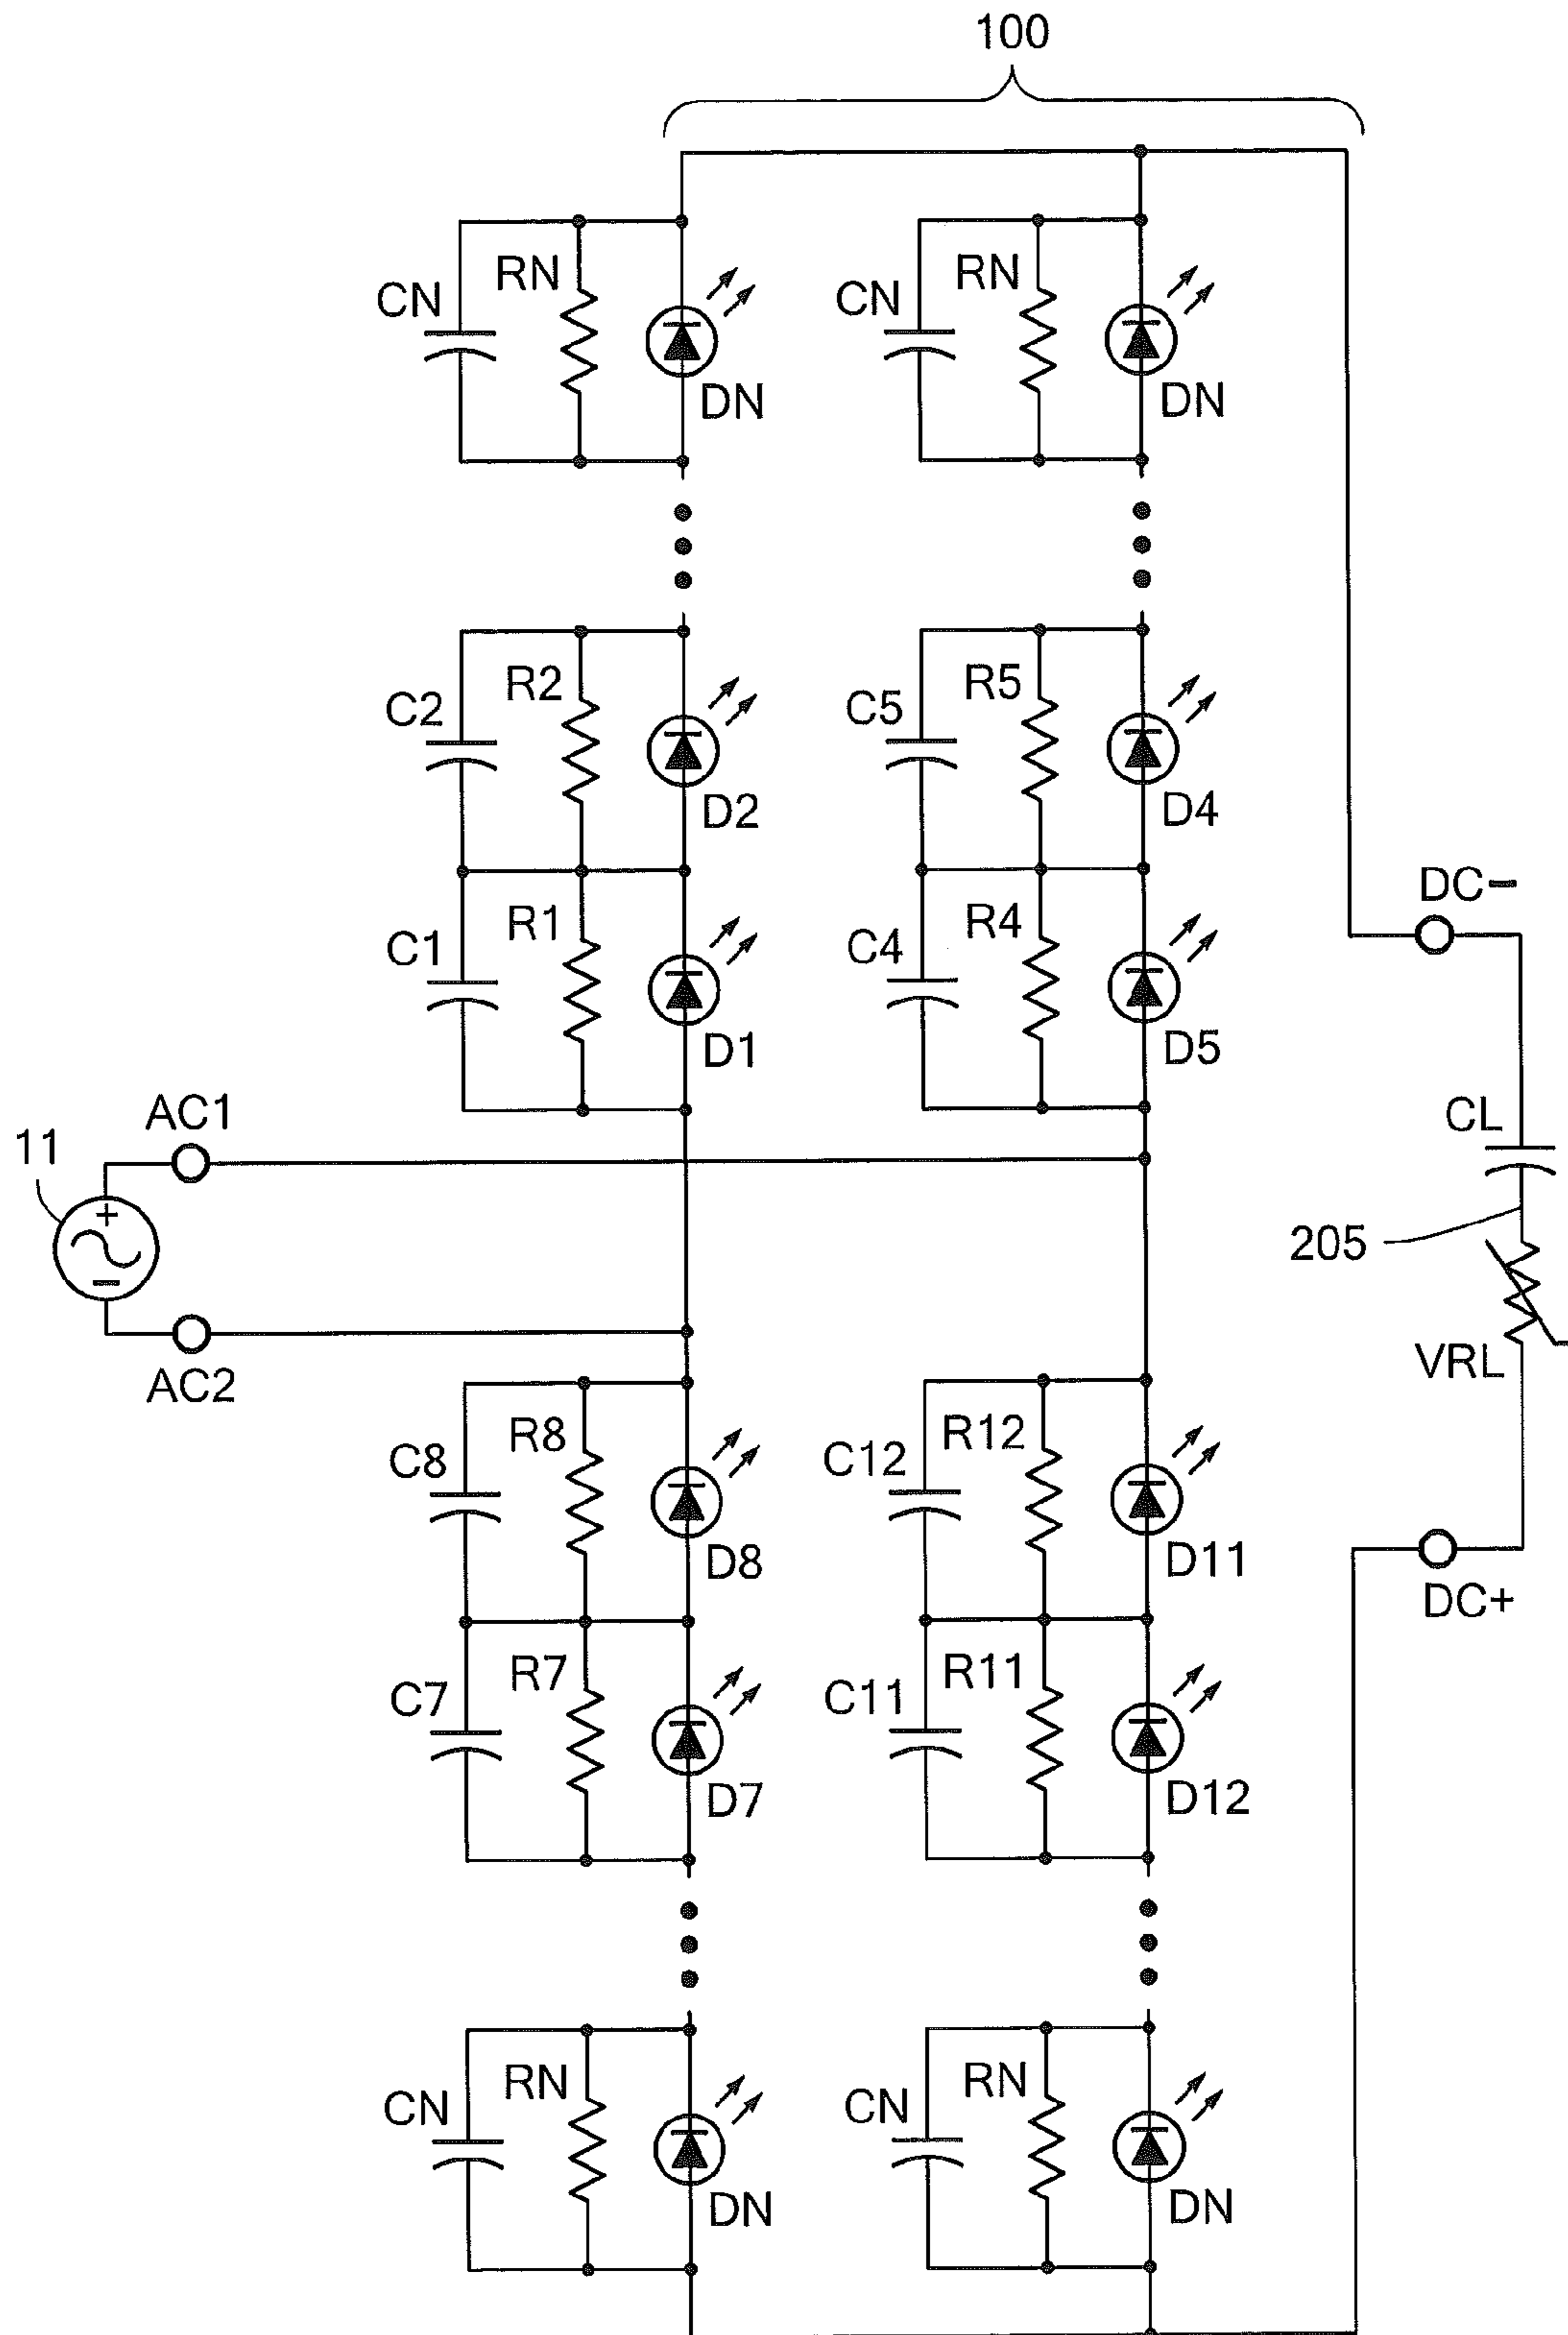 100
RN
CN
DN
RN
CN
DN
R2
C2
D2
R5
C5
D4
R1
C1
D1
R4
C4
D5
DC−
AC1
11
+
−
AC2
CL
205
VRL
DC+
R8
C8
D8
R12
C12
D11
R7
C7
D7
R11
C11
D12
RN
CN
DN
RN
CN
DN